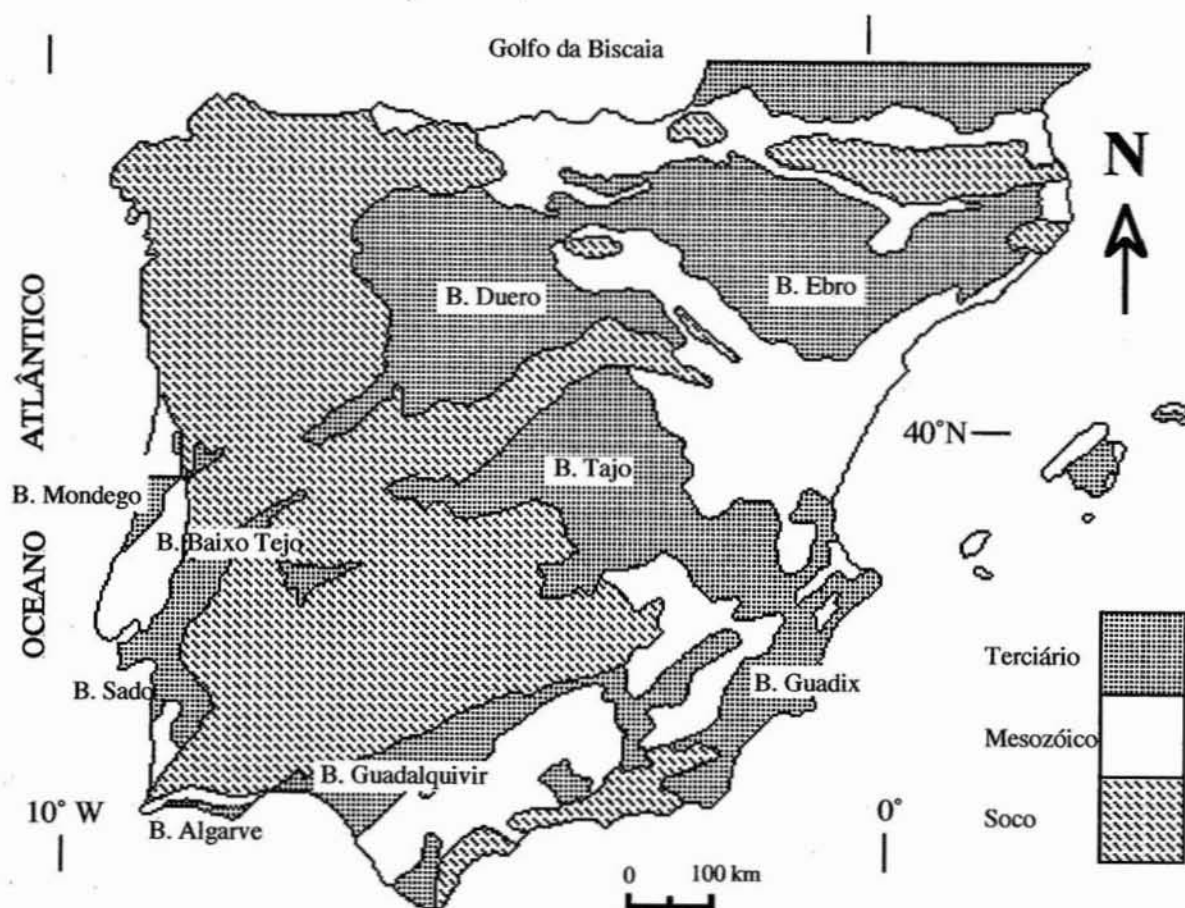 Golfo da Biscaia
N
ATLÂNTICO
OCEANO
B. Duero
B. Ebro
40°N
B. Tajo
B. Mondego
B. Baixo Tejo
B. Sado
B. Guadix
B. Guadalquivir
B. Algarve
10° W
0°
0 100 km
Terciário
Mesozóico
Soco